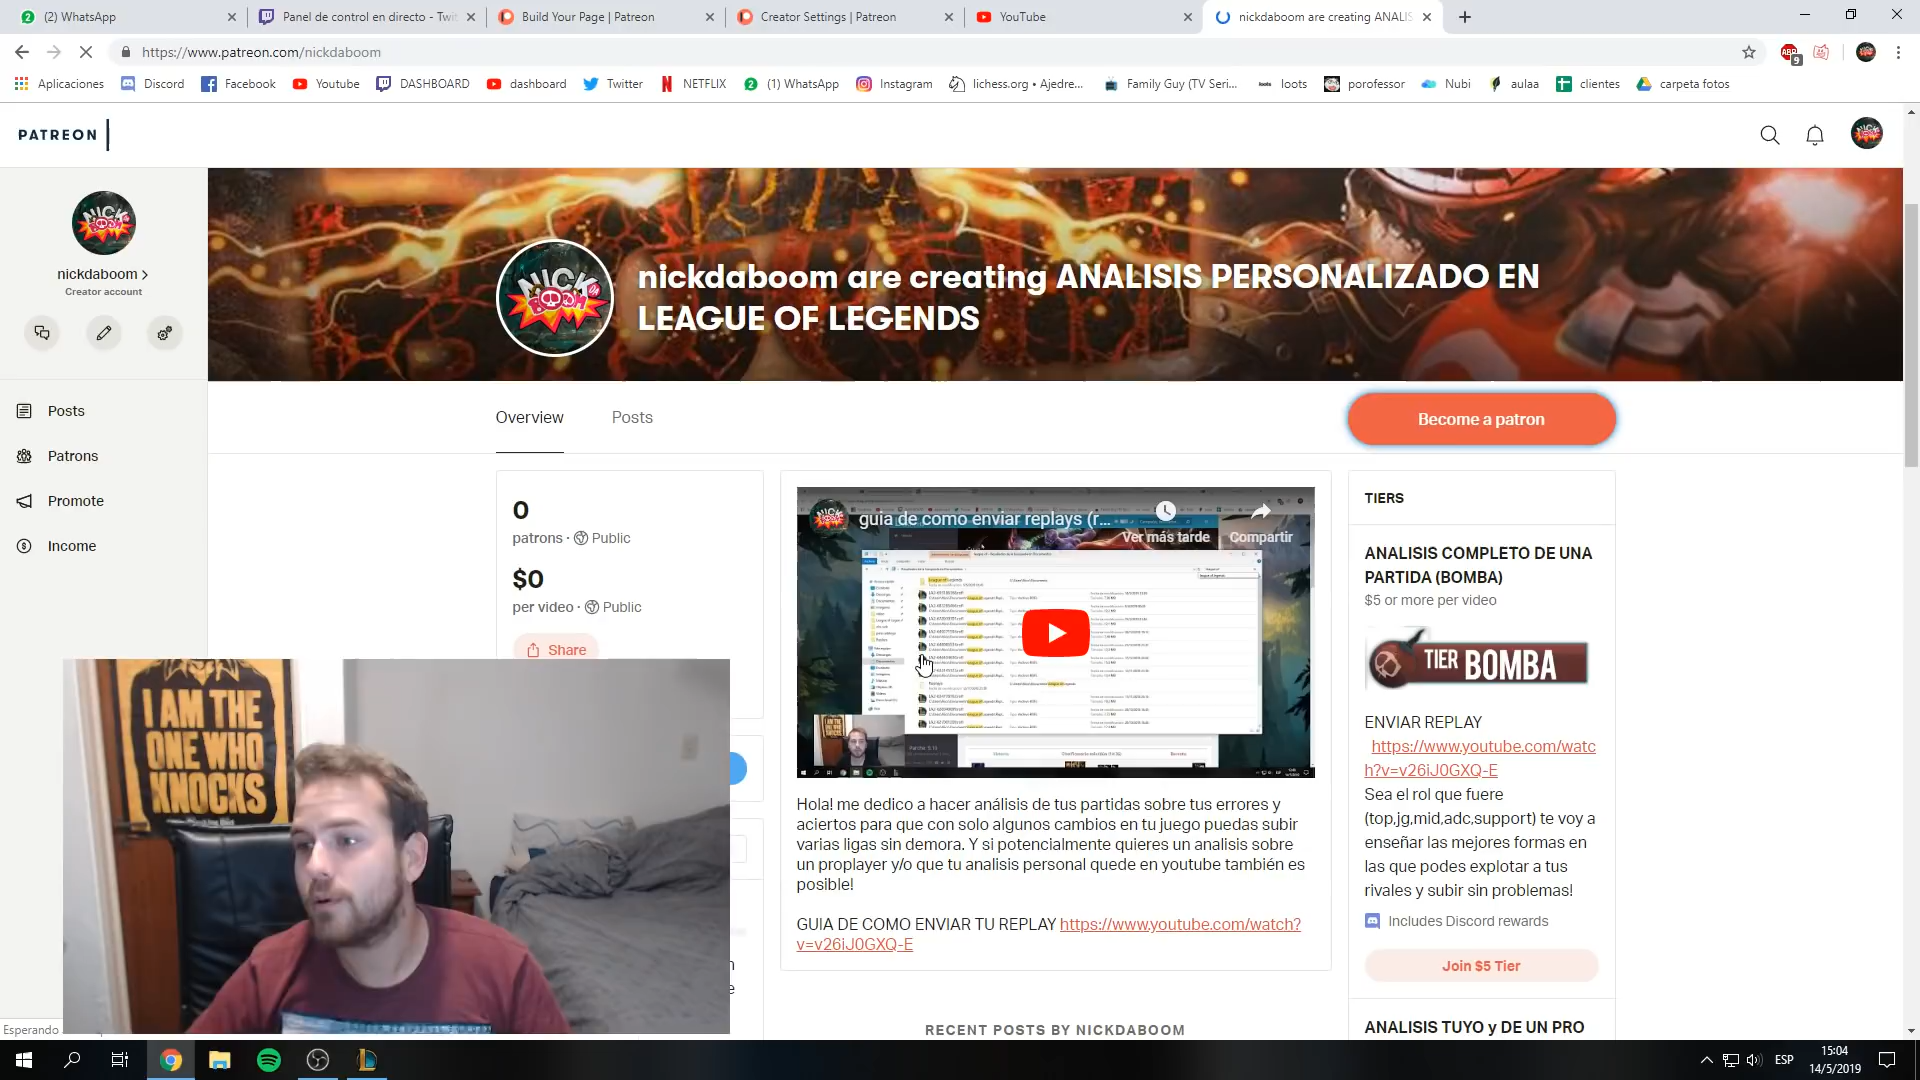 (2) WhatsApp
Panel de control en directo - Twit
Build Your Page | Patreon
Creator Settings | Patreon
YouTube
nickdaboom are creating ANALIS
https://www.patreon.com/nickdaboom
ABP
9
Aplicaciones
Discord
Facebook
Youtube
DASHBOARD
dashboard
Twitter
NETFLIX
(1) WhatsApp
Instagram
lichess.org • Ajedre...
Family Guy (TV Seri...
loots
porofessor
Nubi
aulaa
clientes
carpeta fotos
PATREON
nickdaboom
Creator account
Posts
Patrons
Promote
Income
NICK
DA
BOOM
nickdaboom are creating ANALISIS PERSONALIZADO EN
LEAGUE OF LEGENDS
Overview
Posts
Become a patron
0
patrons · Public
$0
per video · Public
Share
guia de como enviar replays (r...
Ver más tarde
Compartir
Hola! me dedico a hacer análisis de tus partidas sobre tus errores y
aciertos para que con solo algunos cambios en tu juego puedas subir
varias ligas sin demora. Y si potencialmente quieres un analisis sobre
un proplayer y/o que tu analisis personal quede en youtube también es
posible!
GUIA DE COMO ENVIAR TU REPLAY https://www.youtube.com/watch?
v=v26iJ0GXQ-E
RECENT POSTS BY NICKDABOOM
TIERS
ANALISIS COMPLETO DE UNA
PARTIDA (BOMBA)
$5 or more per video
TIER BOMBA
ENVIAR REPLAY
https://www.youtube.com/watc
h?v=v26iJ0GXQ-E
Sea el rol que fuere
(top,jg,mid,adc,support) te voy a
enseñar las mejores formas en
las que podes explotar a tus
rivales y subir sin problemas!
Includes Discord rewards
Join $5 Tier
ANALISIS TUYO y DE UN PRO
I AM THE
ONE WHO
KNOCKS
Esperando
ESP
15:04
14/5/2019